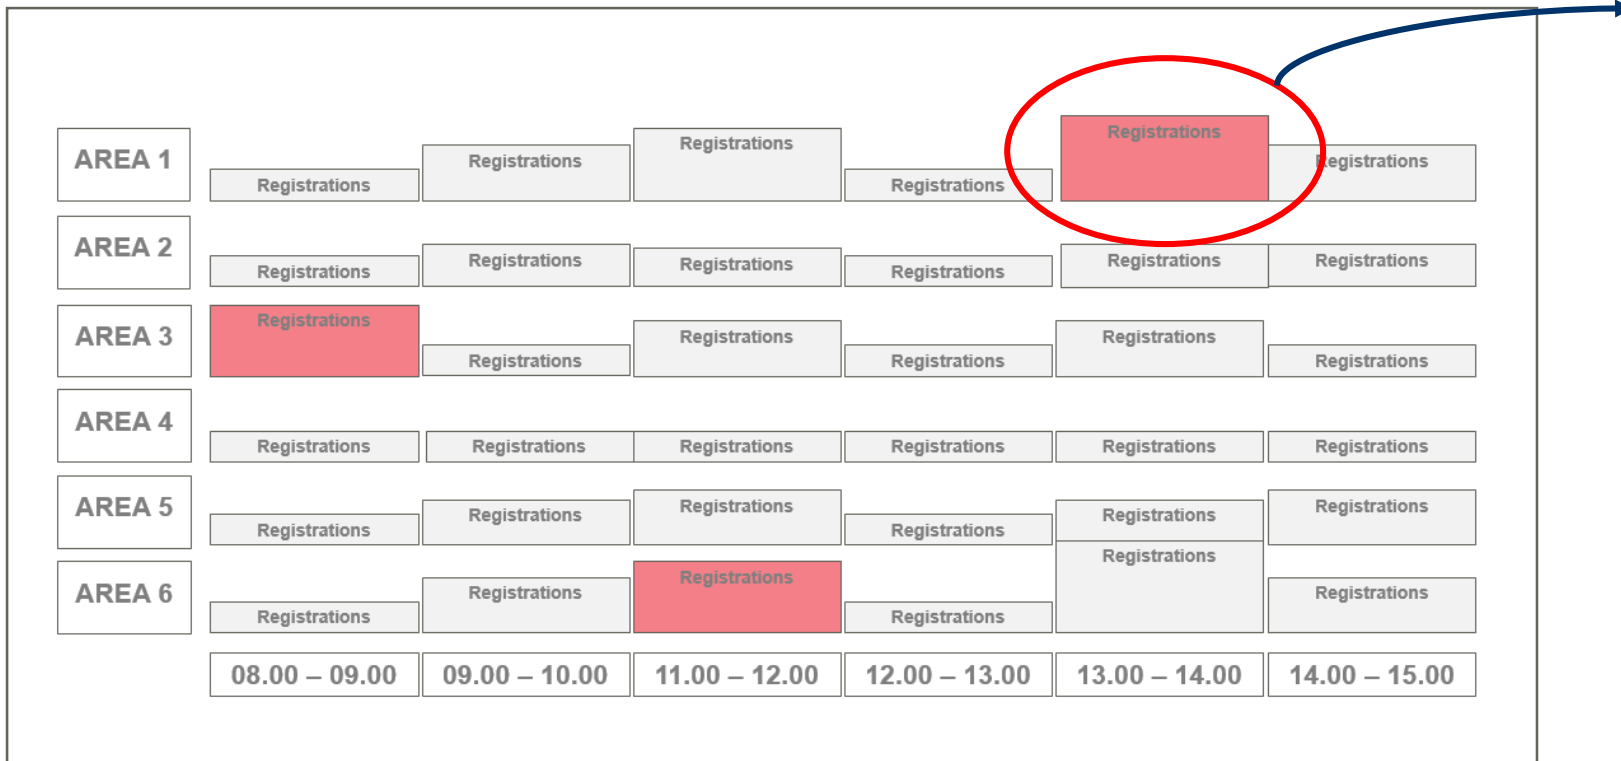 AREA 1
Registrations
Registrations
Registrations
Registrations
Registrations
Registrations
AREA 2
Registrations
Registrations
Registrations
Registrations
Registrations
Registrations
AREA 3
Registrations
Registrations
Registrations
Registrations
Registrations
Registrations
AREA 4
Registrations
Registrations
Registrations
Registrations
Registrations
Registrations
AREA 5
Registrations
Registrations
Registrations
Registrations
Registrations
Registrations
AREA 6
Registrations
Registrations
Registrations
Registrations
Registrations
Registrations
08.00 – 09.00
09.00 – 10.00
11.00 – 12.00
12.00 – 13.00
13.00 – 14.00
14.00 – 15.00